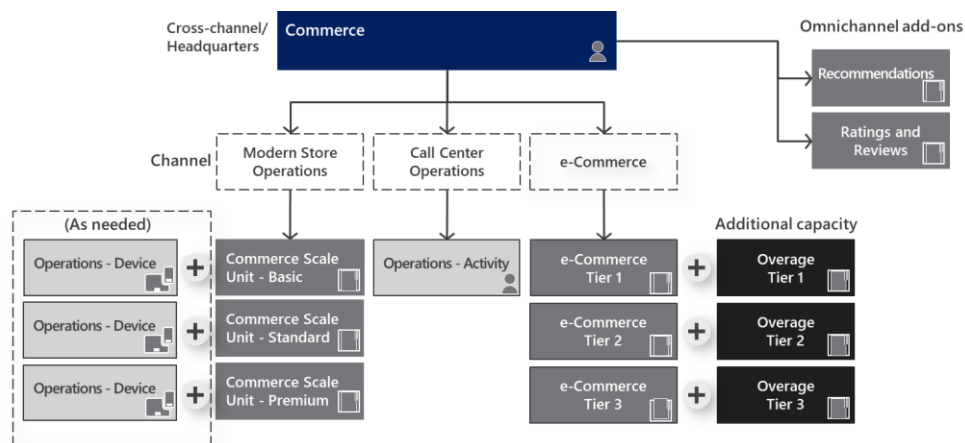 Cross-channel/
Headquarters
Commerce
Omnichannel add-ons
Recommendations
Ratings and
Reviews
Channel
Modern Store
Operations
Call Center
Operations
e-Commerce
(As needed)
Additional capacity
Operations - Device
+
Commerce Scale
Unit - Basic
Operations - Activity
e-Commerce
Tier 1
+
Overage
Tier 1
Operations - Device
+
Commerce Scale
Unit - Standard
e-Commerce
Tier 2
+
Overage
Tier 2
Operations - Device
+
Commerce Scale
Unit - Premium
e-Commerce
Tier 3
+
Overage
Tier 3